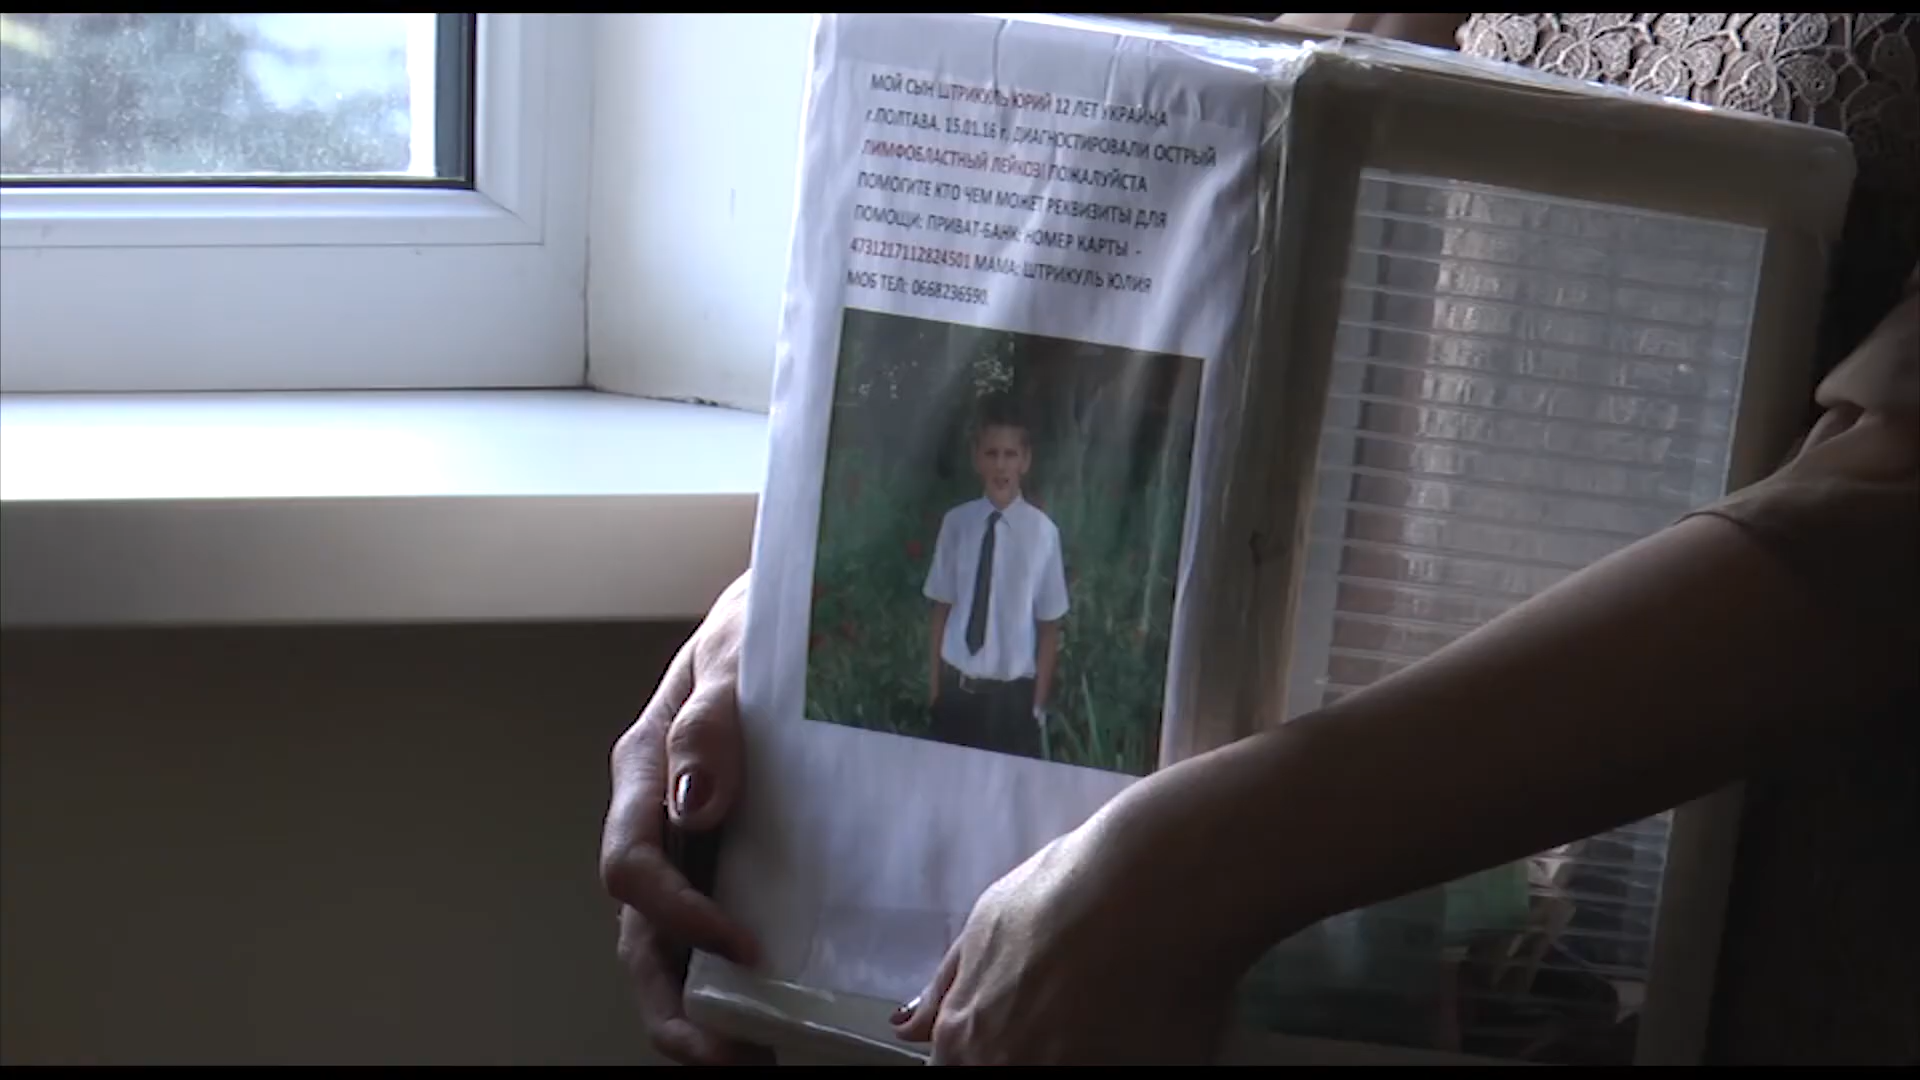 МОЙ СЫН ШТРИКУЛЬ ЮРИЙ 12 ЛЕТ УКРАИНА
г.ПОЛТАВА, 15.01.16 г. ДИАГНОСТИРОВАЛИ ОСТРЫЙ
ЛИМФОБЛАСТНЫЙ ЛЕЙКОЗ! ПОЖАЛУЙСТА
ПОМОГИТЕ КТО ЧЕМ МОЖЕТ РЕКВИЗИТЫ ДЛЯ
ПОМОЩИ: ПРИВАТ-БАНК: НОМЕР КАРТЫ -
4731217112824501 МАМА: ШТРИКУЛЬ ЮЛИЯ
МОБ ТЕЛ: 0668236590.